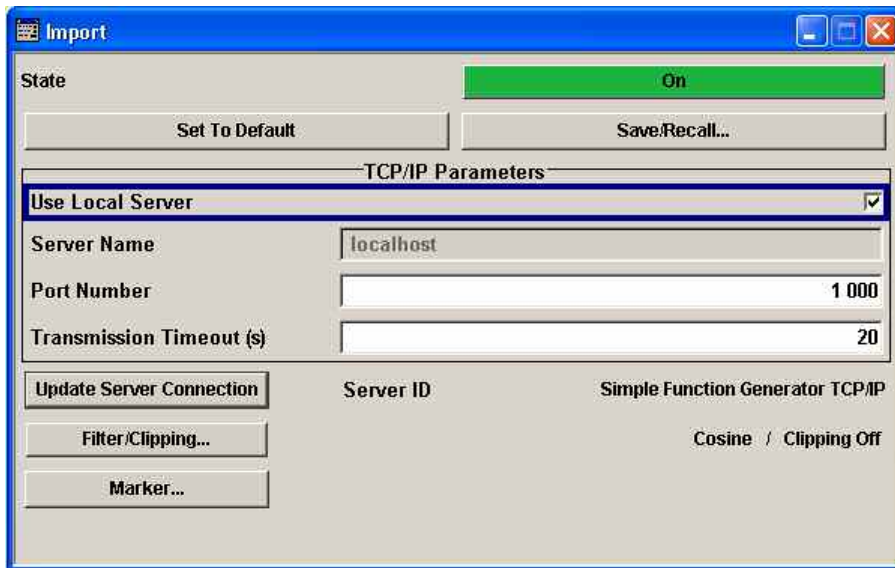 Import
State On
Set To Default Save/Recall...
TCP/IP Parameters
Use Local Server
Server Name localhost
Port Number 1 000
Transmission Timeout (s) 20
Update Server Connection Server ID Simple Function Generator TCP/IP
Filter/Clipping... Cosine / Clipping Off
Marker...